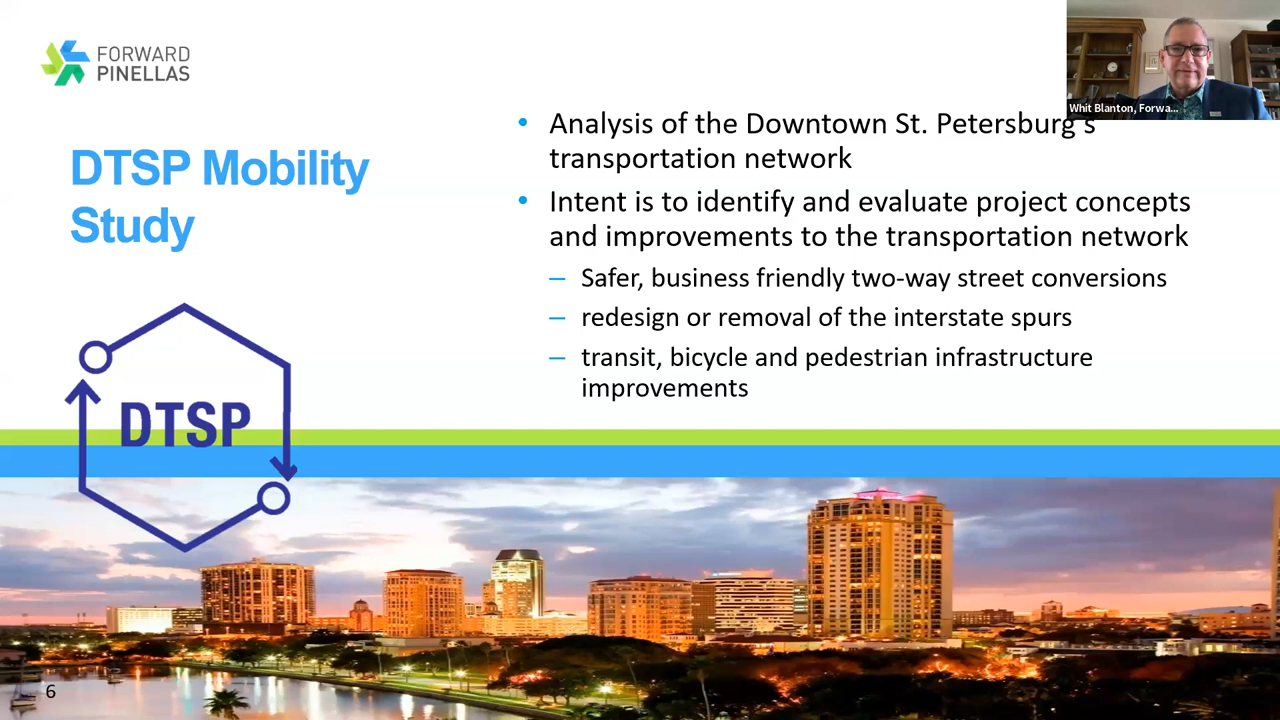 FORWARD
PINELLAS
Whit Blanton, Forwa...
DTSP Mobility
Study
• Analysis of the Downtown St. Petersburg's
transportation network
• Intent is to identify and evaluate project concepts
and improvements to the transportation network
– Safer, business friendly two-way street conversions
– redesign or removal of the interstate spurs
– transit, bicycle and pedestrian infrastructure
improvements
DTSP
6